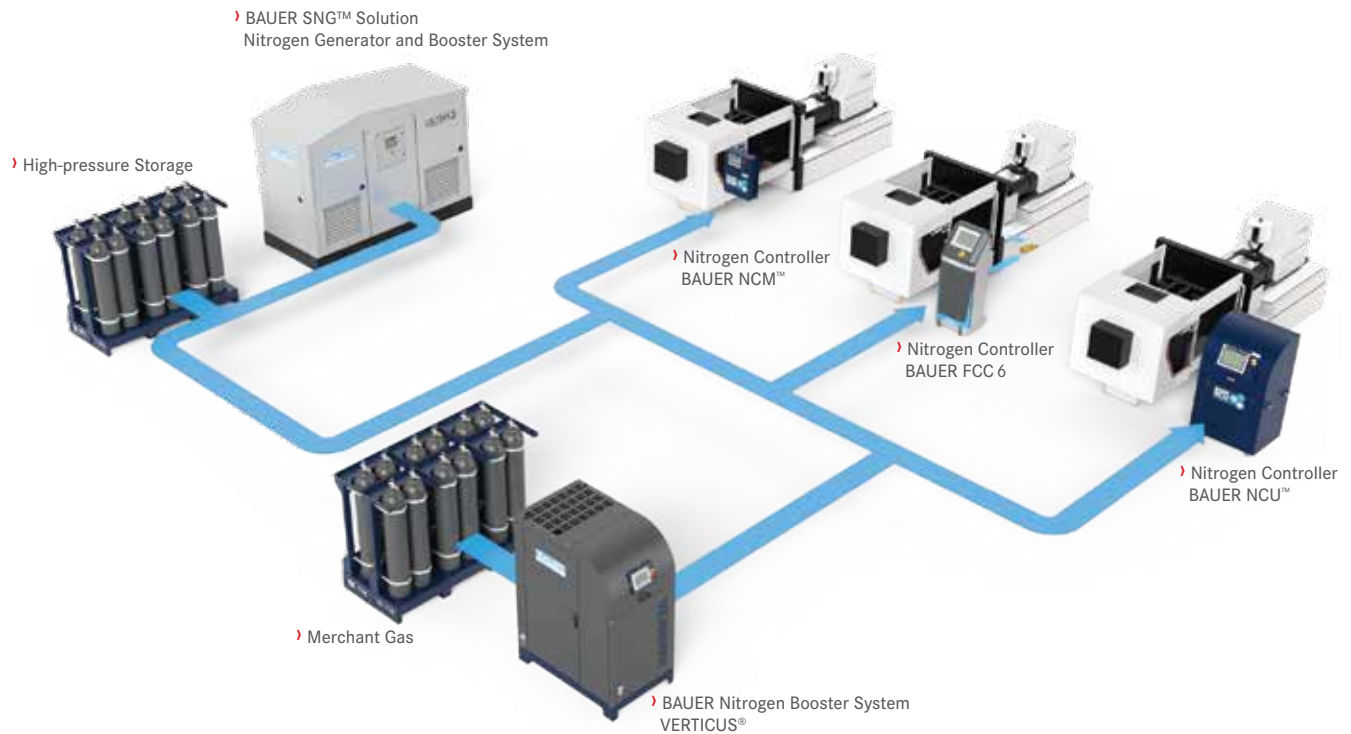 › BAUER SNG™ Solution
Nitrogen Generator and Booster System
› High-pressure Storage
› Nitrogen Controller
BAUER NCM™
› Nitrogen Controller
BAUER FCC 6
› Nitrogen Controller
BAUER NCU™
› Merchant Gas
› BAUER Nitrogen Booster System
VERTICUS®